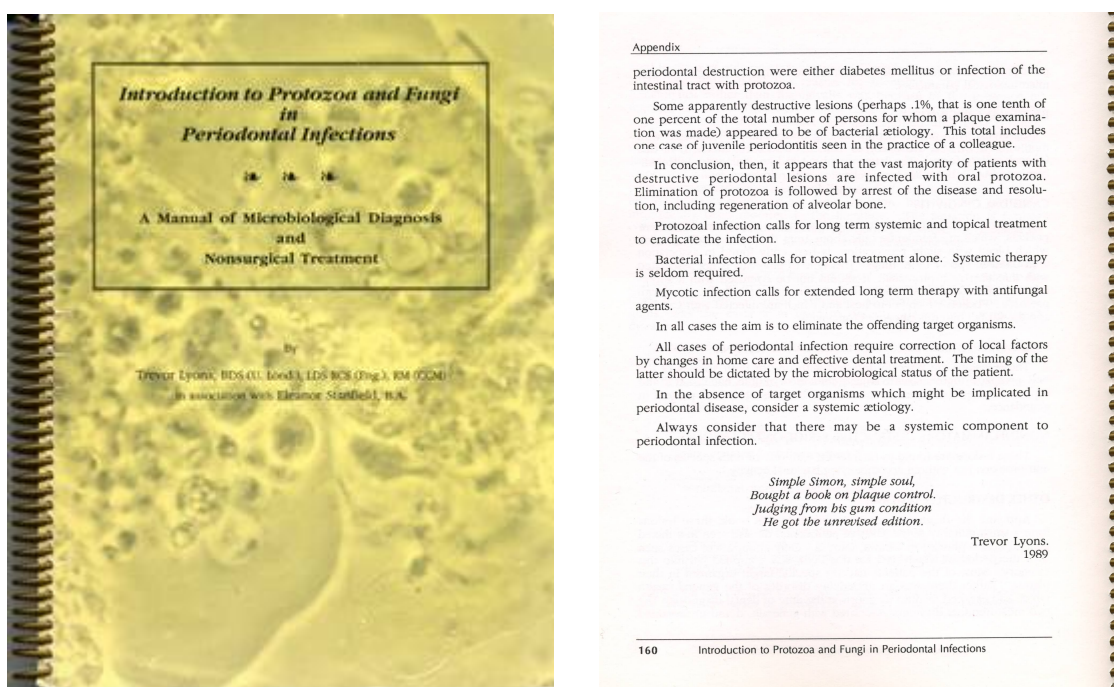 Introduction to Protozoa and Fungi
in
Periodontal Infections
A Manual of Microbiological Diagnosis
and
Nonsurgical Treatment
By
Trevor Lyons, BDS (U. Lond.), LDS RCS (Eng.), RM (CCM)
in association with Eleanor Stanfield, B.A.
Appendix
periodontal destruction were either diabetes mellitus or infection of the
intestinal tract with protozoa.
Some apparently destructive lesions (perhaps .1%, that is one tenth of
one percent of the total number of persons for whom a plaque examina-
tion was made) appeared to be of bacterial ætiology. This total includes
one case of juvenile periodontitis seen in the practice of a colleague.
In conclusion, then, it appears that the vast majority of patients with
destructive periodontal lesions are infected with oral protozoa.
Elimination of protozoa is followed by arrest of the disease and resolu-
tion, including regeneration of alveolar bone.
Protozoal infection calls for long term systemic and topical treatment
to eradicate the infection.
Bacterial infection calls for topical treatment alone. Systemic therapy
is seldom required.
Mycotic infection calls for extended long term therapy with antifungal
agents.
In all cases the aim is to eliminate the offending target organisms.
All cases of periodontal infection require correction of local factors
by changes in home care and effective dental treatment. The timing of the
latter should be dictated by the microbiological status of the patient.
In the absence of target organisms which might be implicated in
periodontal disease, consider a systemic ætiology.
Always consider that there may be a systemic component to
periodontal infection.
Simple Simon, simple soul,
Bought a book on plaque control.
Judging from his gum condition
He got the unrevised edition.
Trevor Lyons.
1989
160 Introduction to Protozoa and Fungi in Periodontal Infections